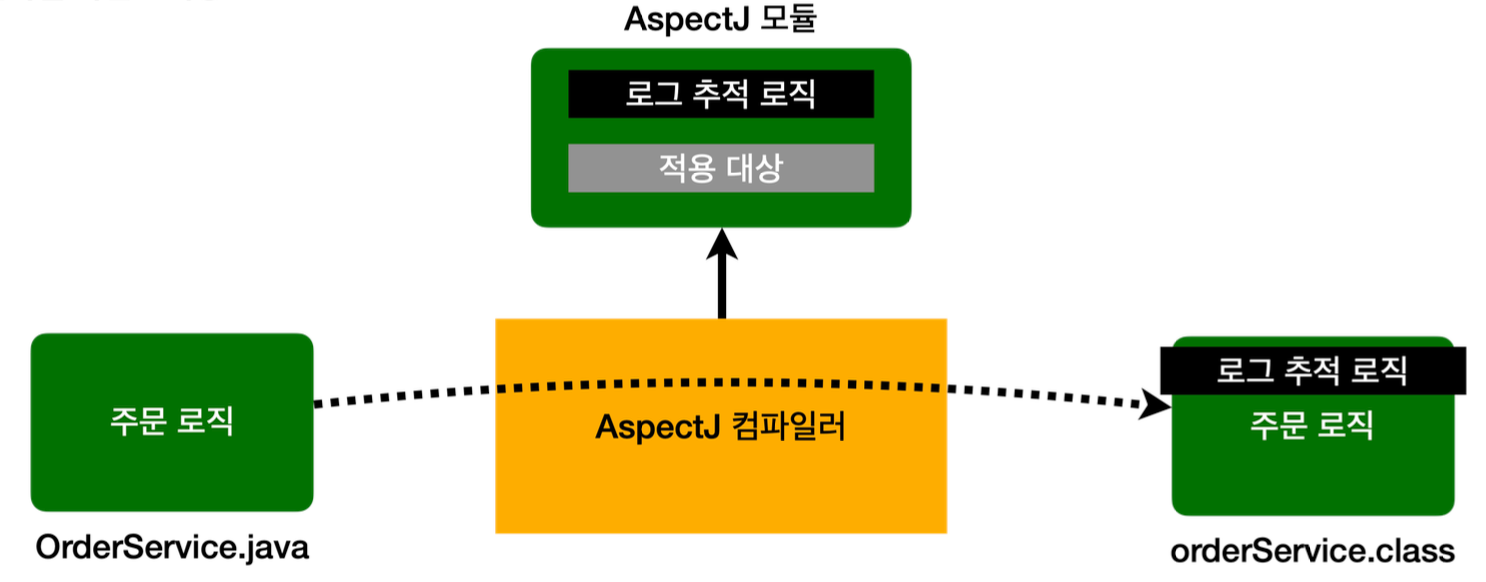 AspectJ 모듈
로그 추적 로직
적용 대상
주문 로직
OrderService.java
AspectJ 컴파일러
로그 추적 로직
주문 로직
orderService.class